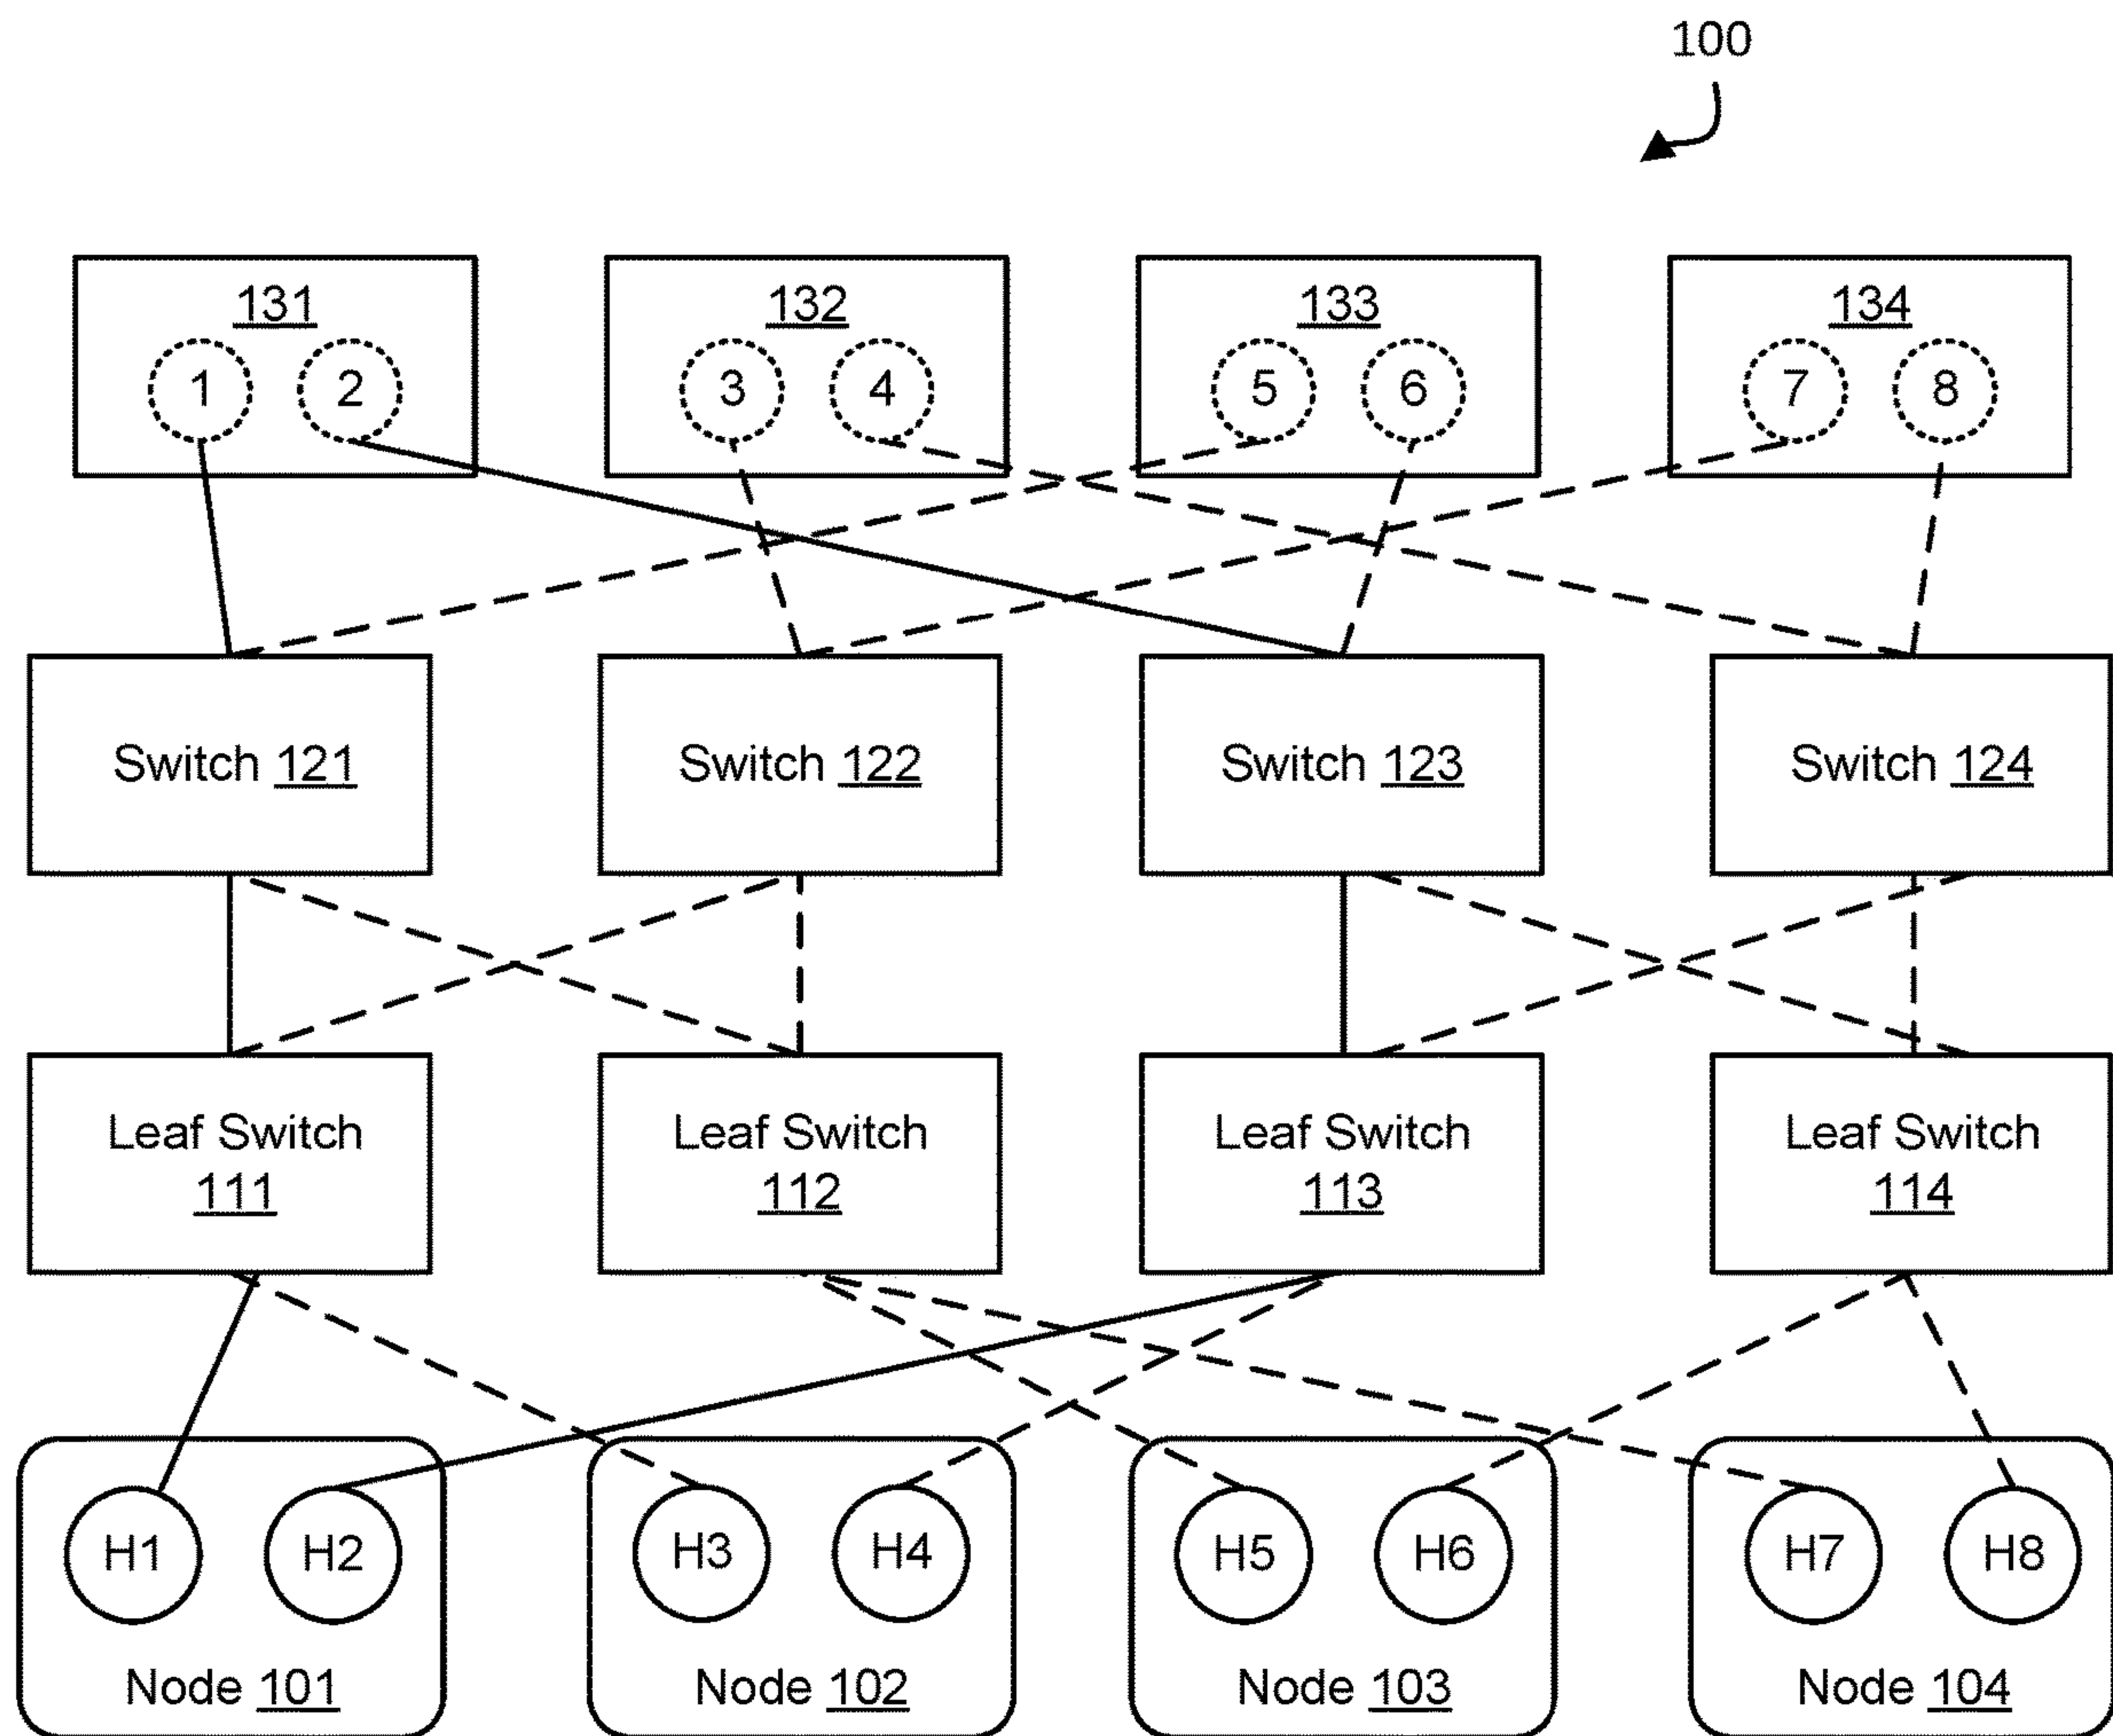 100
131 132 133 134
1 2 3 4 5 6 7 8
Switch 121 Switch 122 Switch 123 Switch 124
Leaf Switch Leaf Switch Leaf Switch Leaf Switch
111 112 113 114
H1 H2 H3 H4 H5 H6 H7 H8
Node 101 Node 102 Node 103 Node 104